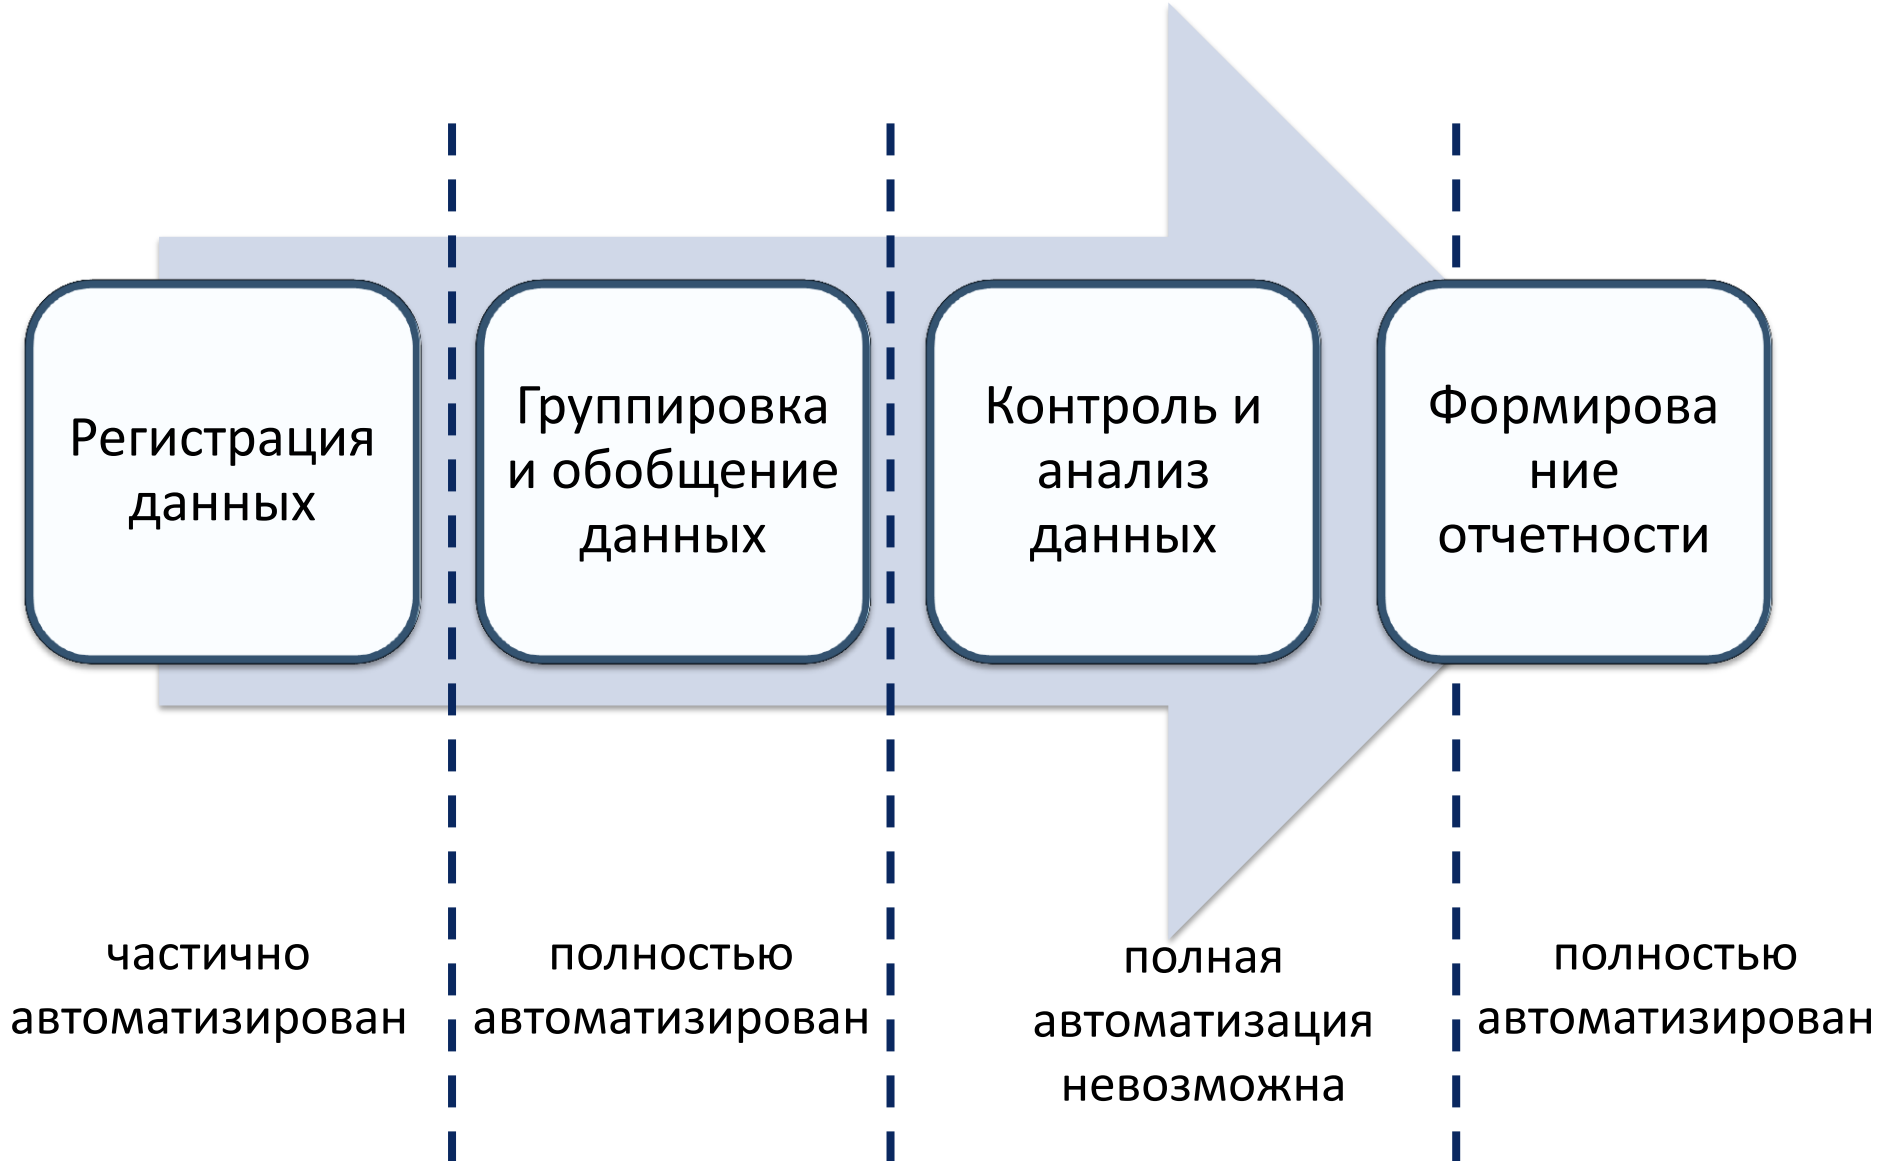 Регистрация
данных
Группировка
и обобщение
данных
Контроль и
анализ
данных
Формирова
ние
отчетности
частично
автоматизирован
полностью
автоматизирован
полная
автоматизация
невозможна
полностью
автоматизирован